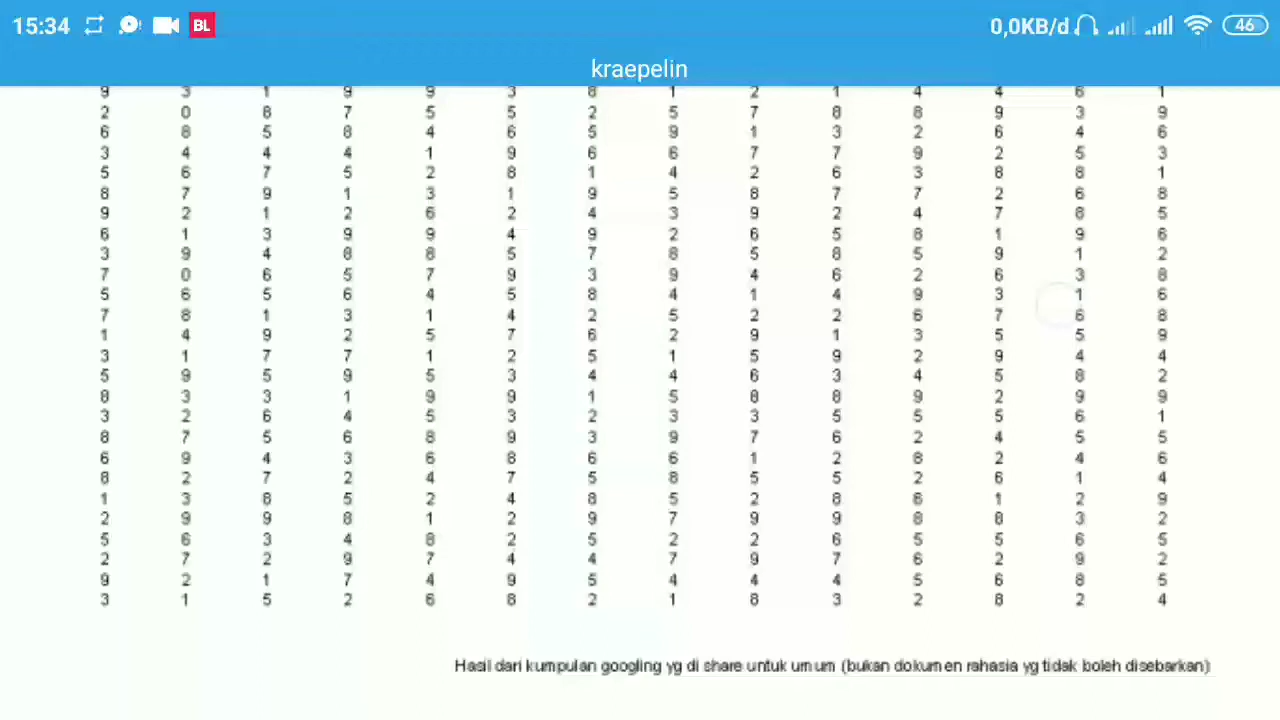 15:34 BL 0,0KB/d 46
kraepelin
9 3 1 9 9 3 8 1 2 1 4 4 6 1
2 0 8 7 5 5 2 5 7 8 8 9 3 9
6 8 5 8 4 6 5 9 1 3 2 6 4 6
3 4 4 4 1 9 6 6 7 7 9 2 5 3
5 6 7 5 2 8 1 4 2 6 3 8 8 1
8 7 9 1 3 1 9 5 8 7 7 2 6 8
9 2 1 2 6 2 4 3 9 2 4 7 8 5
6 1 3 9 9 4 9 2 6 5 8 1 9 6
3 9 4 8 8 5 7 8 5 8 5 9 1 2
7 0 6 5 7 9 3 9 4 6 2 6 3 8
5 6 5 6 4 5 8 4 1 4 9 3 1 6
7 8 1 3 1 4 2 5 2 2 6 7 6 8
1 4 9 2 5 7 6 2 9 1 3 5 5 9
3 1 7 7 1 2 5 1 5 9 2 9 4 4
5 9 5 9 5 3 4 4 6 3 4 5 8 2
8 3 3 1 9 9 1 5 8 8 9 2 9 9
3 2 6 4 5 3 2 3 3 5 5 5 6 1
8 7 5 6 8 9 3 9 7 6 2 4 5 5
6 9 4 3 6 8 6 6 1 2 8 2 4 6
8 2 7 2 4 7 5 8 5 5 2 6 1 4
1 3 8 5 2 4 8 5 2 8 6 1 2 9
2 9 9 8 1 2 9 7 9 9 8 8 3 2
5 6 3 4 8 2 5 2 2 6 5 5 6 5
2 7 2 9 7 4 4 7 9 7 6 2 9 2
9 2 1 7 4 9 5 4 4 4 5 6 8 5
3 1 5 2 6 8 2 1 8 3 2 8 2 4
Hasil dari kumpulan googling yg di share untuk umum (bukan dokumen rahasia yg tidak boleh disebarkan)